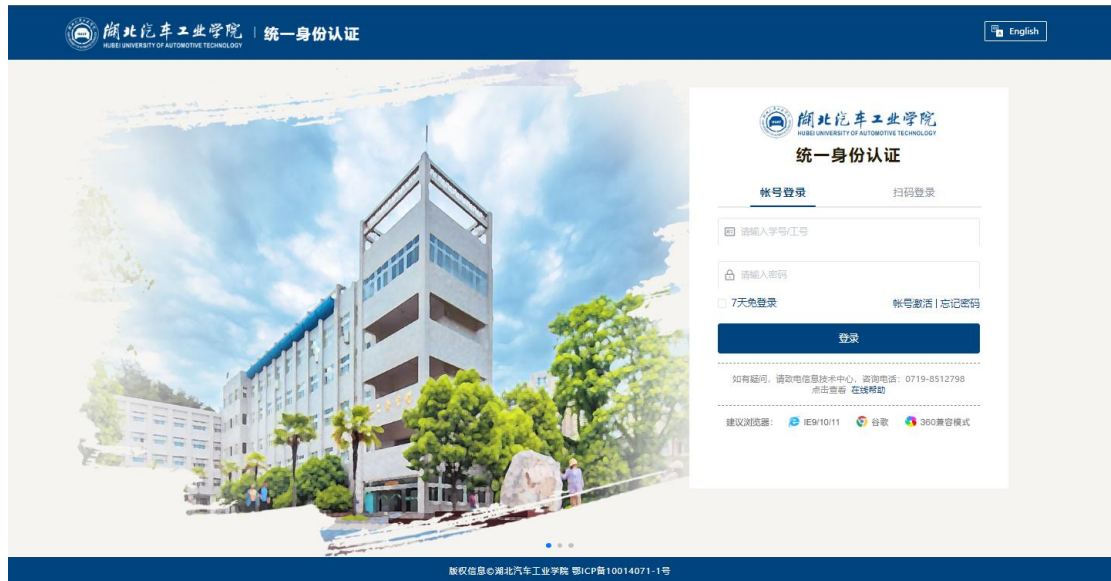 湖北汽车工业学院
HUBEI UNIVERSITY OF AUTOMOTIVE TECHNOLOGY
统一身份认证
English
湖北汽车工业学院
HUBEI UNIVERSITY OF AUTOMOTIVE TECHNOLOGY
统一身份认证
帐号登录
扫码登录
请输入学号/工号
请输入密码
7天免登录
帐号激活 | 忘记密码
登录
如有疑问，请致电信息技术中心，咨询电话：0719-8512798
点击查看 在线帮助
建议浏览器： IE9/10/11 谷歌 360兼容模式
版权信息©湖北汽车工业学院 鄂ICP备10014071-1号